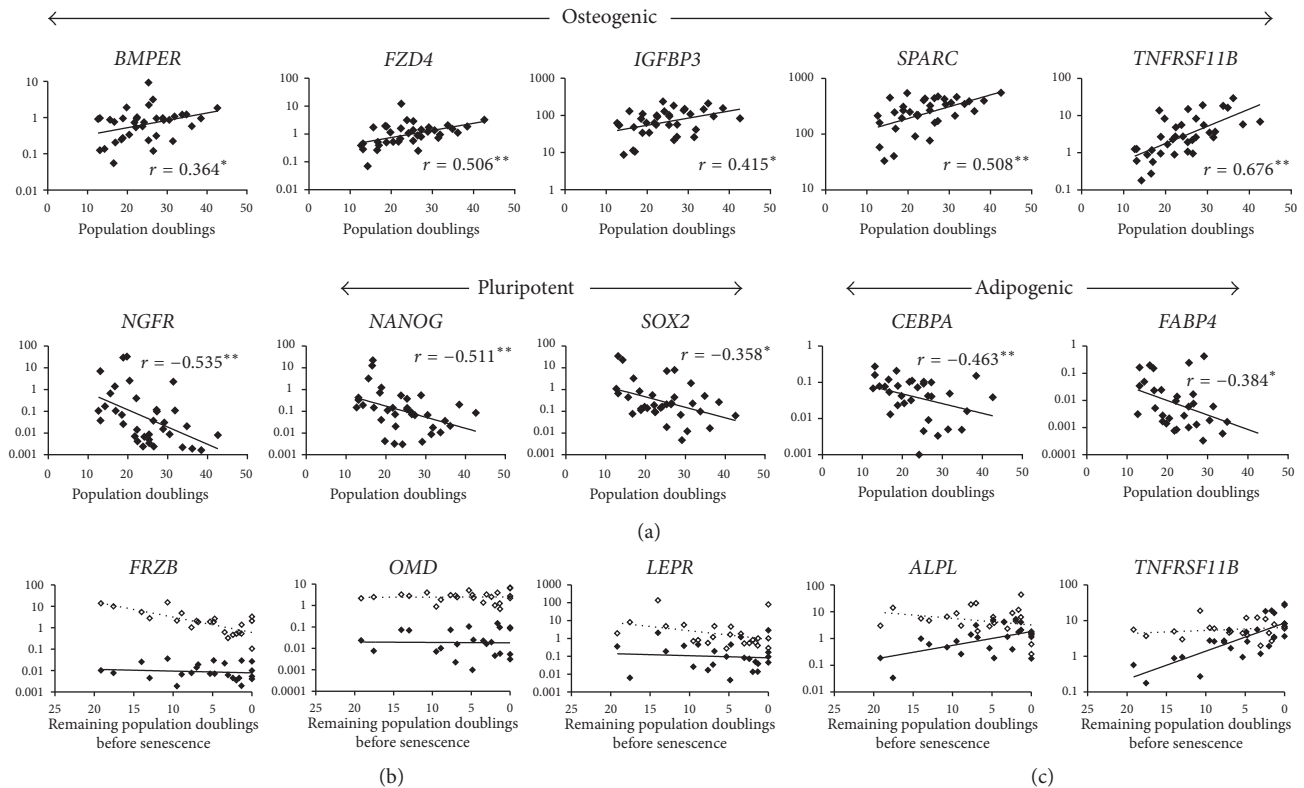 Osteogenic
BMPER
10
1
0.1
0.01
r = 0.364*
0 10 20 30 40 50
Population doublings
FZD4
100
10
1
0.1
0.01
r = 0.506**
0 10 20 30 40 50
Population doublings
IGFBP3
1000
100
10
1
r = 0.415*
0 10 20 30 40 50
Population doublings
SPARC
1000
100
10
r = 0.508**
0 10 20 30 40 50
Population doublings
TNFRSF11B
100
10
1
0.1
r = 0.676**
0 10 20 30 40 50
Population doublings
Pluripotent
Adipogenic
NGFR
100
10
1
0.1
0.01
0.001
r = −0.535**
0 10 20 30 40 50
Population doublings
NANOG
100
10
1
0.1
0.01
0.001
r = −0.511**
0 10 20 30 40 50
Population doublings
SOX2
100
10
1
0.1
0.01
0.001
r = −0.358*
0 10 20 30 40 50
Population doublings
CEBPA
1
0.1
0.01
0.001
r = −0.463**
0 10 20 30 40 50
Population doublings
FABP4
1
0.1
0.01
0.001
0.0001
r = −0.384*
0 10 20 30 40 50
Population doublings
(a)
FRZB
100
10
1
0.1
0.01
0.001
25 20 15 10 5 0
Remaining population doublings
before senescence
OMD
10
1
0.1
0.01
0.001
0.0001
25 20 15 10 5 0
Remaining population doublings
before senescence
LEPR
1000
100
10
1
0.1
0.01
0.001
25 20 15 10 5 0
Remaining population doublings
before senescence
ALPL
100
10
1
0.1
0.01
25 20 15 10 5 0
Remaining population doublings
before senescence
TNFRSF11B
100
10
1
0.1
25 20 15 10 5 0
Remaining population doublings
before senescence
(b)
(c)